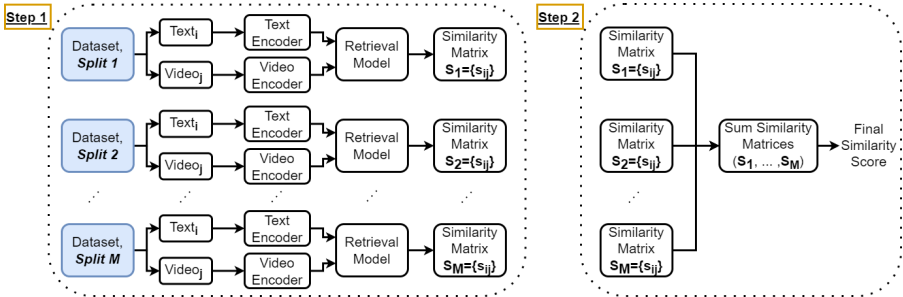 Step 1
Dataset,
Split 1
Text_i
Video_j
Text
Encoder
Video
Encoder
Retrieval
Model
Similarity
Matrix
S_1={s_ij}
Dataset,
Split 2
Text_i
Video_j
Text
Encoder
Video
Encoder
Retrieval
Model
Similarity
Matrix
S_2={s_ij}
Dataset,
Split M
Text_i
Video_j
Text
Encoder
Video
Encoder
Retrieval
Model
Similarity
Matrix
S_M={s_ij}
Step 2
Similarity
Matrix
S_1={s_ij}
Similarity
Matrix
S_2={s_ij}
Similarity
Matrix
S_M={s_ij}
Sum Similarity
Matrices
(S_1, ... ,S_M)
Final
Similarity
Score